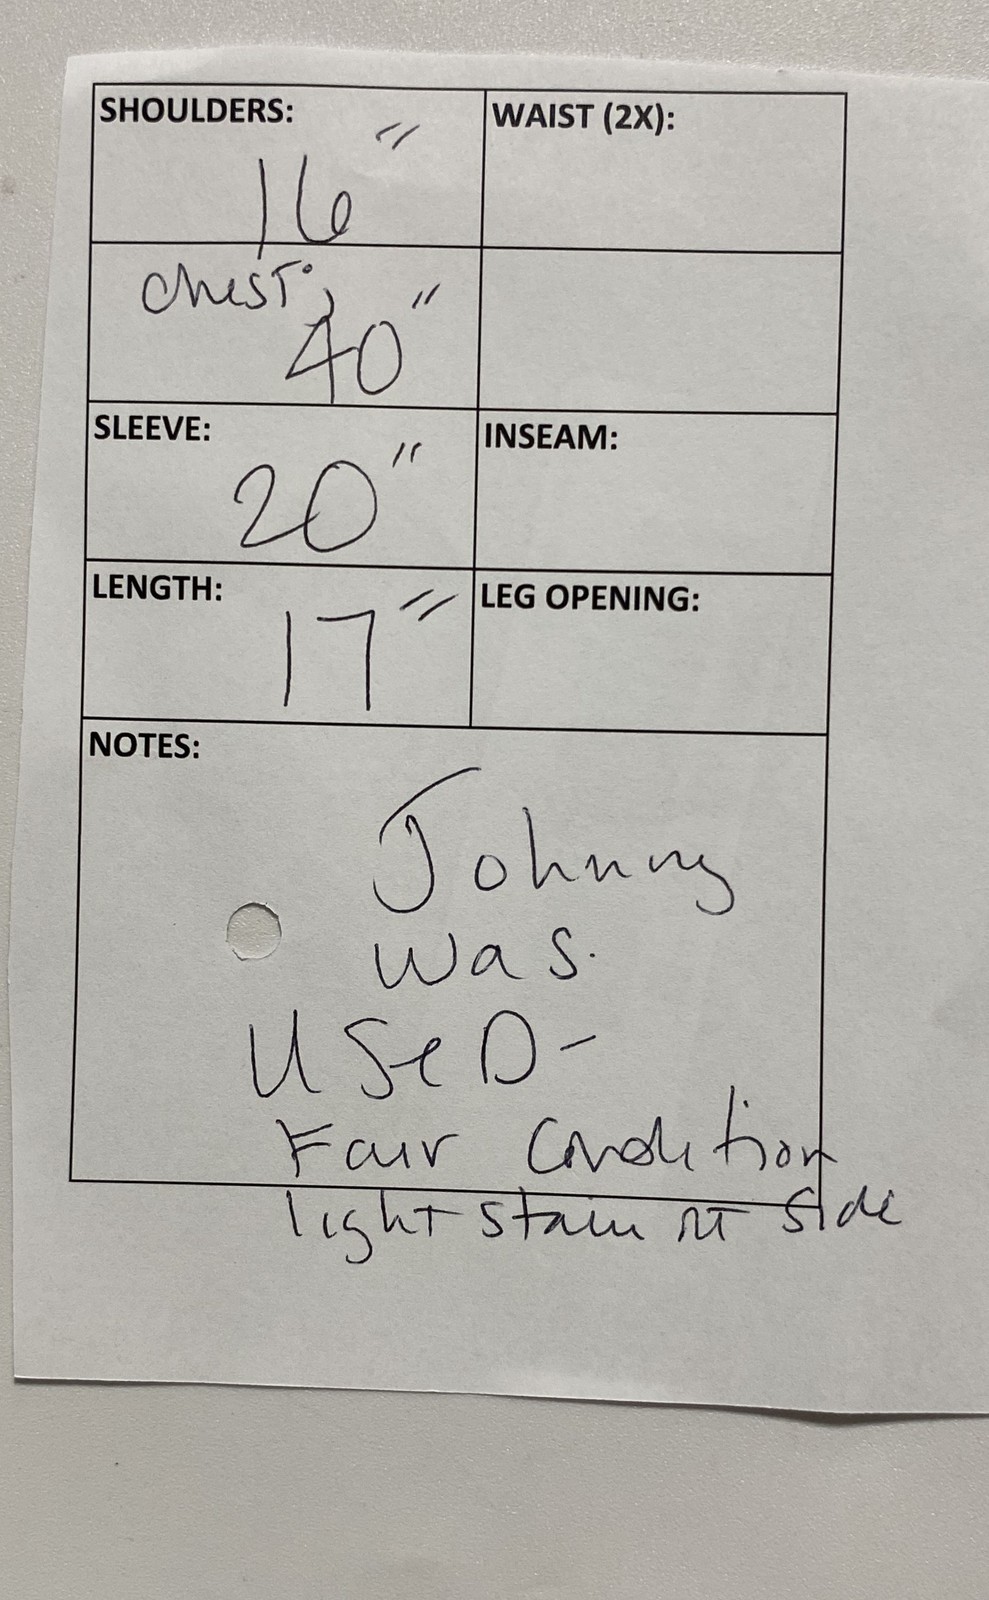 SHOULDERS:
16"
WAIST (2X):
chest:
40"
SLEEVE:
20"
INSEAM:
LENGTH:
17"
LEG OPENING:
NOTES:
Johnny
was.
USeD-
Fair condition
light stain RT side